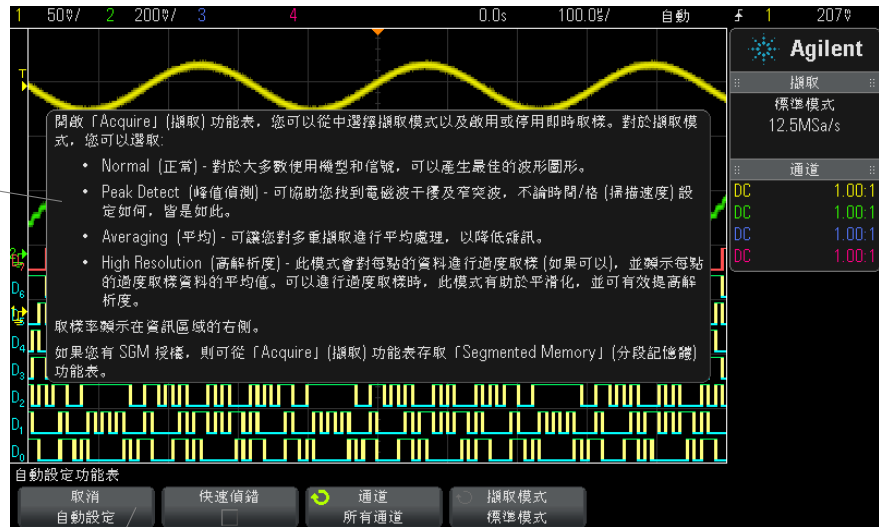 1 50V/ 2 200V/ 3 4 0.0s 100.0us/ 自動 1 207V
Agilent
擷取
標準模式
12.5MSa/s
通道
DC 1.00:1
DC 1.00:1
DC 1.00:1
DC 1.00:1
T
開啟「Acquire」(擷取) 功能表，您可以從中選擇擷取模式以及啟用或停用即時取樣。對於擷取模
式，您可以選取:
• Normal (正常) - 對於大多數使用機型和信號，可以產生最佳的波形圖形。
• Peak Detect (峰值偵測) - 可協助您找到電磁波干擾及窄突波，不論時間/格 (掃描速度) 設
定如何，皆是如此。
• Averaging (平均) - 可讓您對多重擷取進行平均處理，以降低雜訊。
• High Resolution (高解析度) - 此模式會對每點的資料進行過度取樣 (如果可以)，並顯示每點
的過度取樣資料的平均值。可以進行過度取樣時，此模式有助於平滑化，並可有效提高解
析度。
取樣率顯示在資訊區域的右側。
如果您有 SGM 授權，則可從「Acquire」(擷取) 功能表存取「Segmented Memory」(分段記憶體)
功能表。
D6
D4
D3
D2
D1
D0
自動設定功能表
取消
自動設定
快速偵錯
通道
所有通道
擷取模式
標準模式